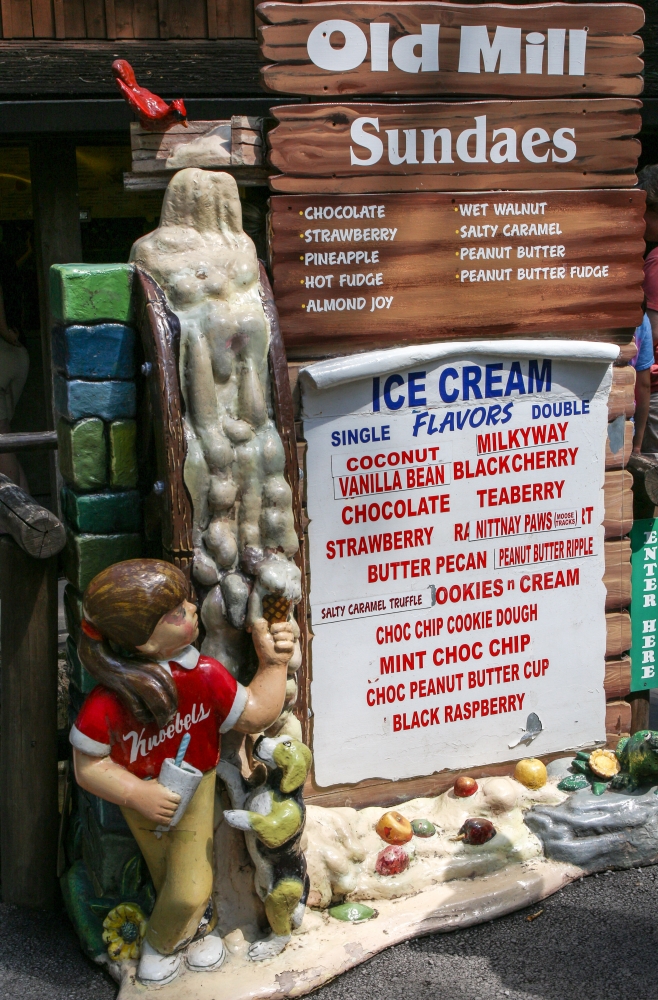 Old Mill
Sundaes
• CHOCOLATE
• STRAWBERRY
• PINEAPPLE
• HOT FUDGE
• ALMOND JOY
• WET WALNUT
• SALTY CARAMEL
• PEANUT BUTTER
• PEANUT BUTTER FUDGE
ICE CREAM
SINGLE FLAVORS DOUBLE
COCONUT MILKYWAY
VANILLA BEAN BLACKCHERRY
CHOCOLATE TEABERRY
STRAWBERRY RA NITTNAY PAWS MOOSE TRACKS T
BUTTER PECAN PEANUT BUTTER RIPPLE
SALTY CARAMEL TRUFFLE OOKIES n CREAM
CHOC CHIP COOKIE DOUGH
MINT CHOC CHIP
CHOC PEANUT BUTTER CUP
BLACK RASPBERRY
Knoebels
ENTER HERE